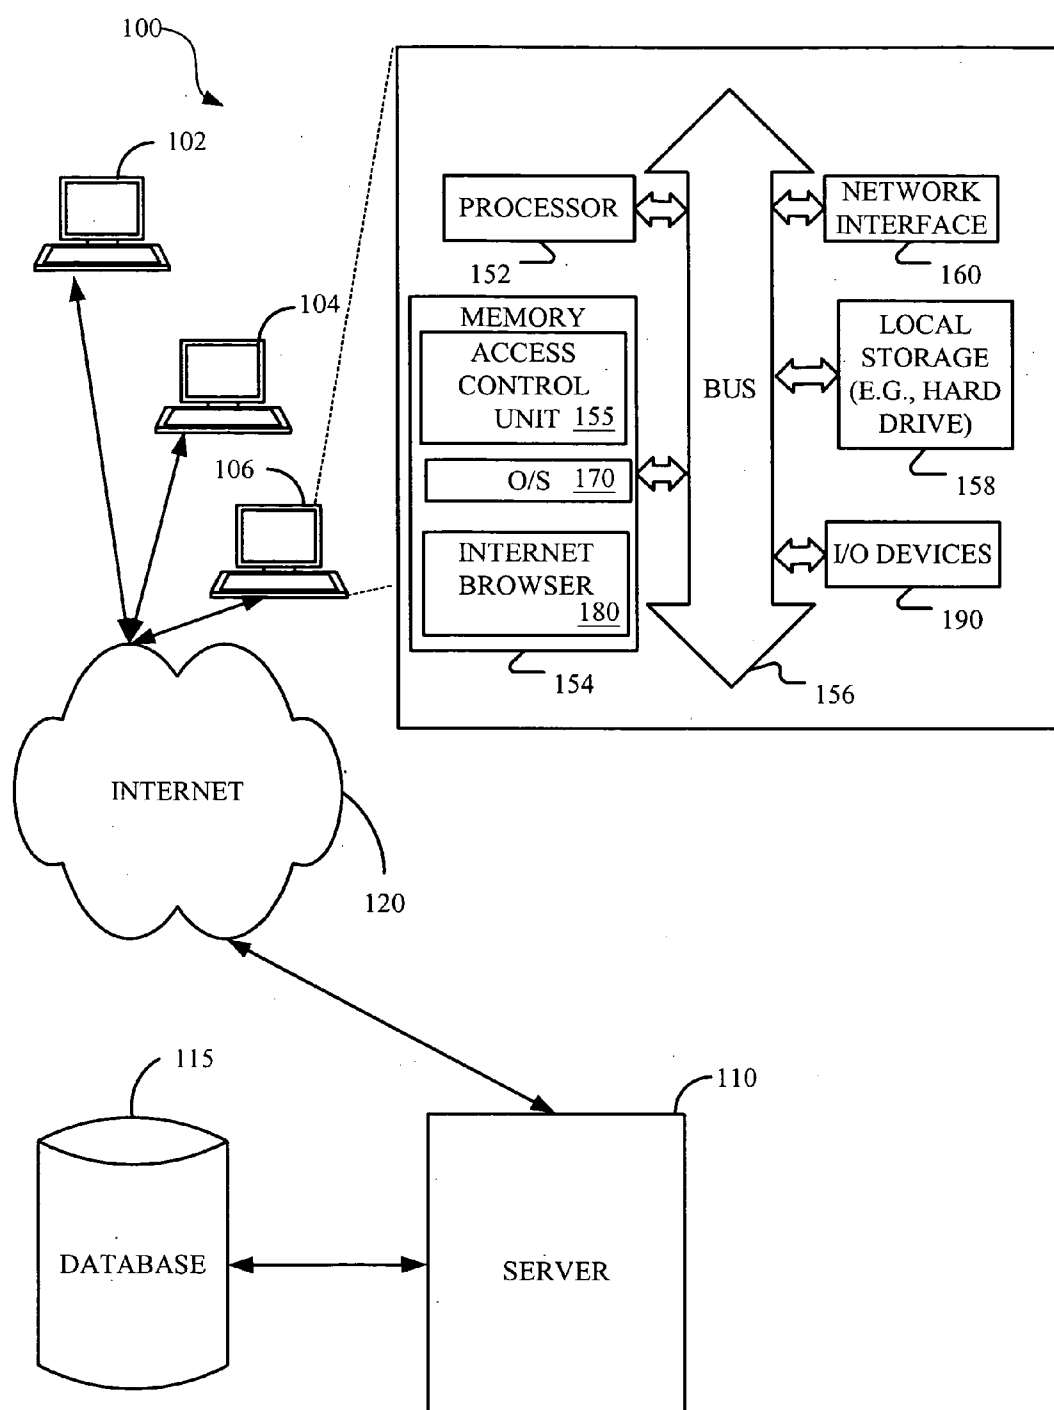 100
102
104
106
PROCESSOR
152
MEMORY
ACCESS
CONTROL
UNIT 155
O/S 170
INTERNET
BROWSER
180
154
BUS
156
NETWORK
INTERFACE
160
LOCAL
STORAGE
(E.G., HARD
DRIVE)
158
I/O DEVICES
190
INTERNET
120
115
DATABASE
110
SERVER